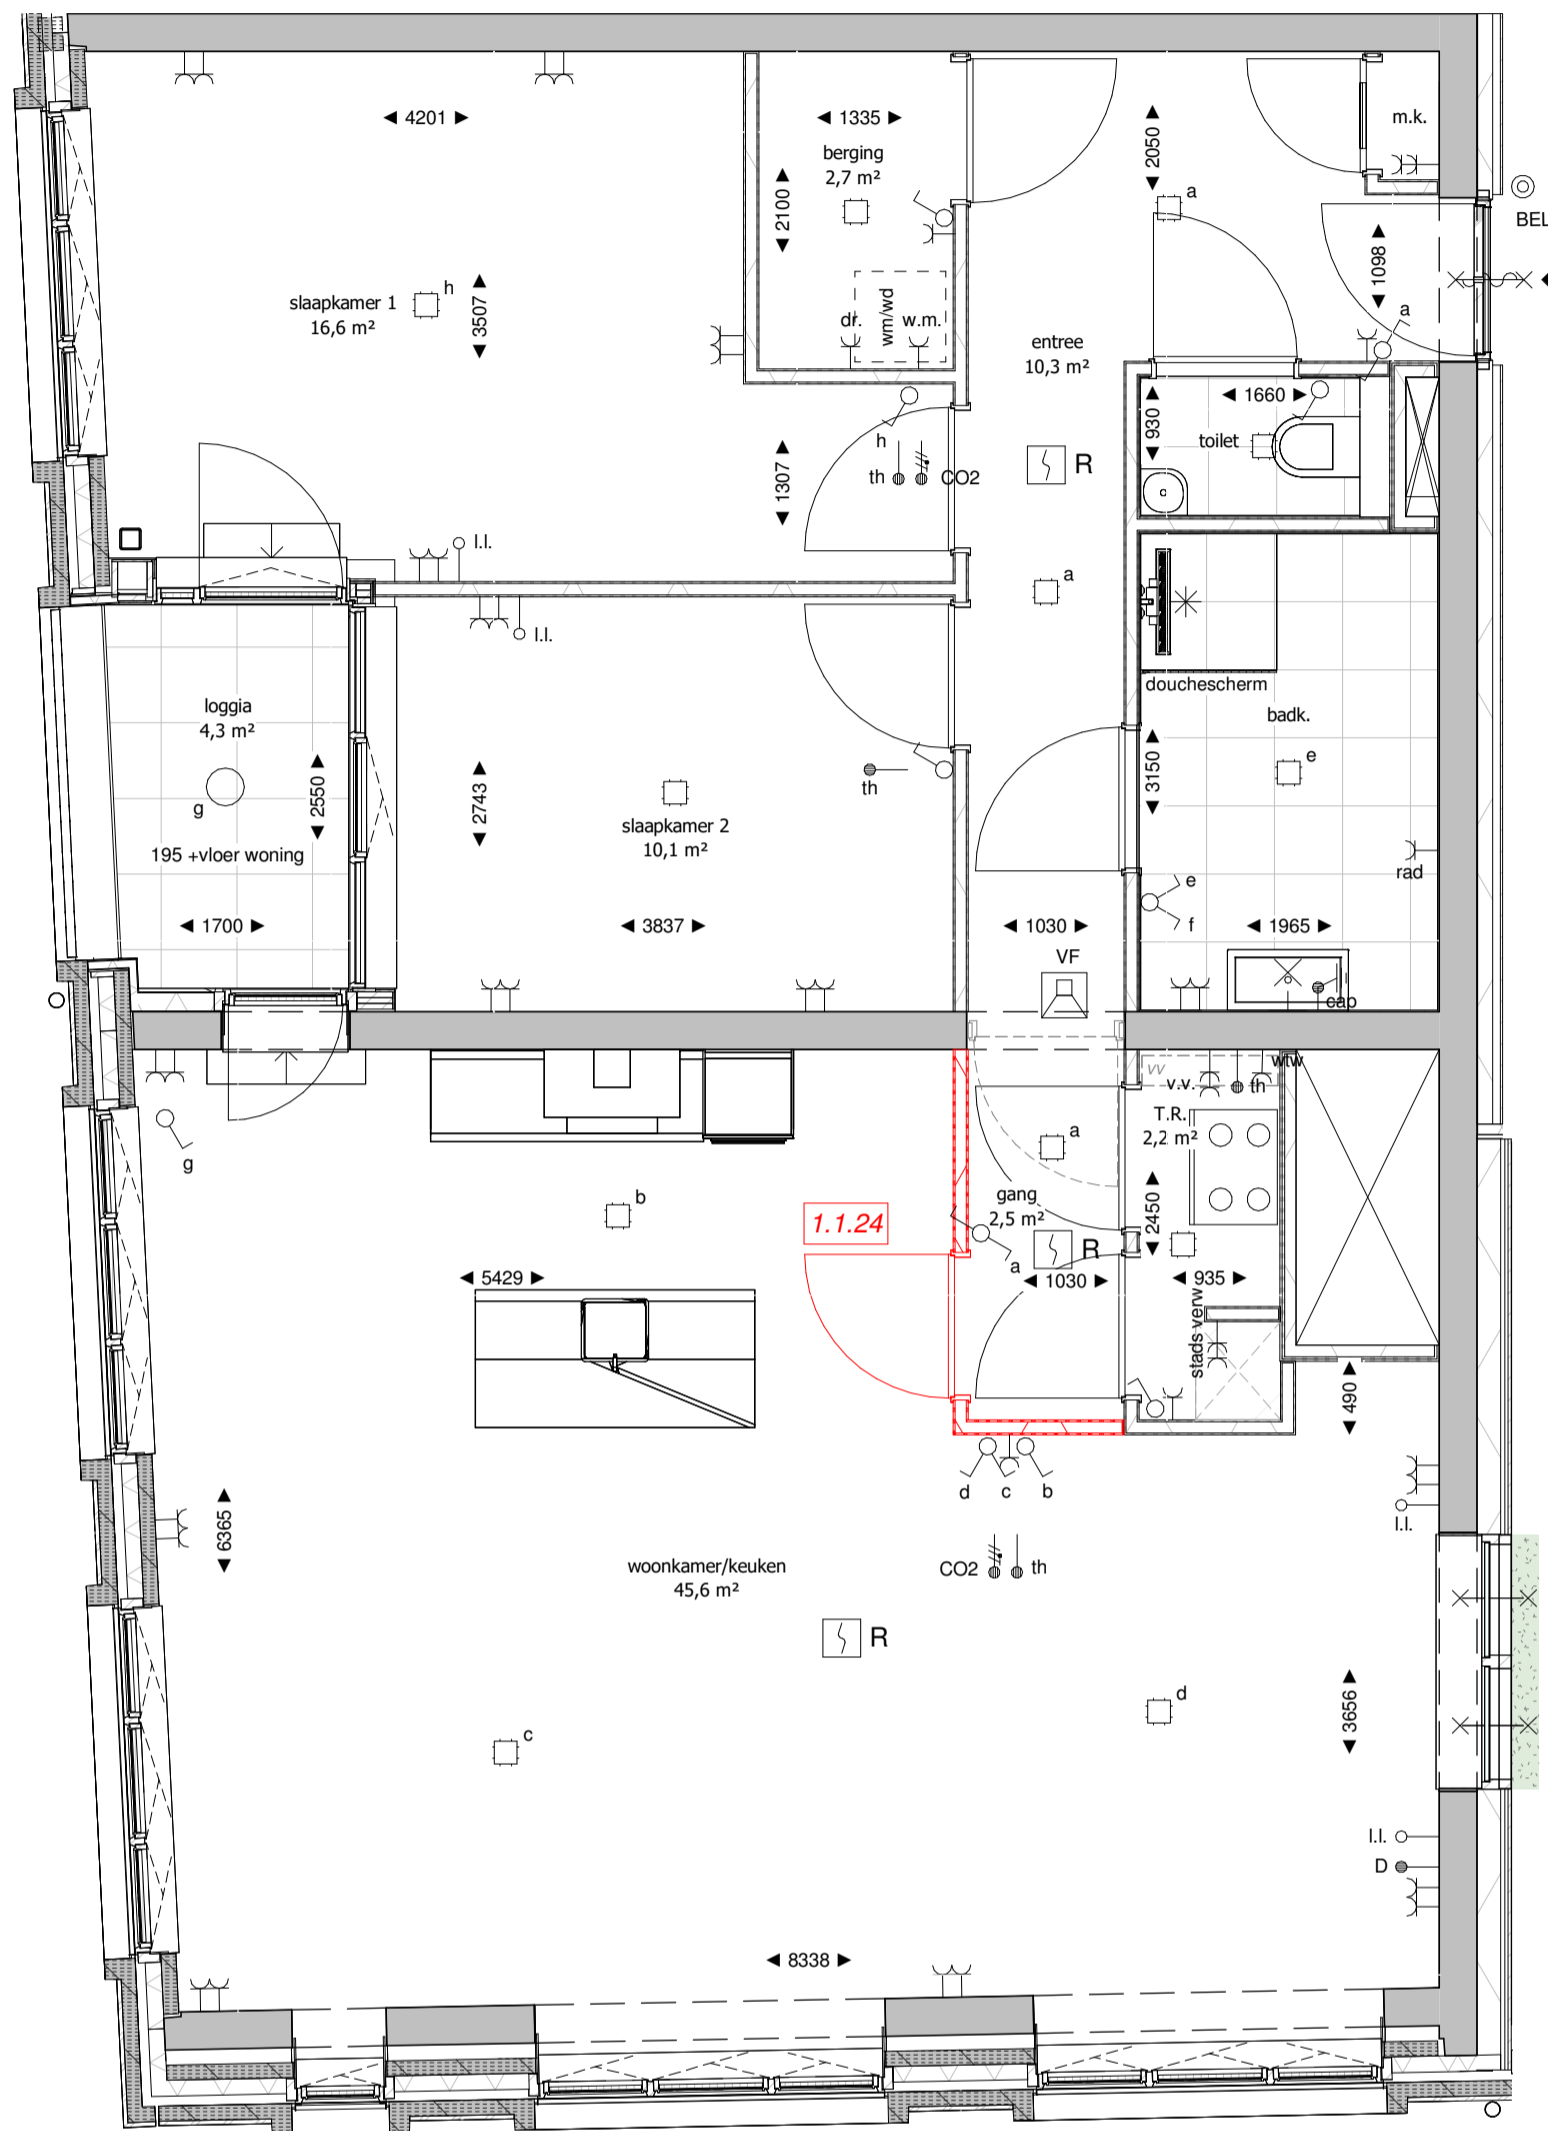 4201
1335
berging
2,7 m²
2050
m.k.
2100
a
BEL
1098
slaapkamer 1
16,6 m²
h
3507
dr.
wm/wd
w.m.
a
entree
10,3 m²
1660
930
toilet
h
1307
th
CO2
R
l.l.
a
l.l.
douchescherm
badk.
loggia
4,3 m²
g
2550
2743
th
3150
e
slaapkamer 2
10,1 m²
195 +vloer woning
rad
e
f
1700
3837
1030
1965
VF
cap
vv
wtw
v.v.
th
T.R.
2,2 m²
g
a
b
gang
2,5 m²
2450
1.1.24
R
a
5429
1030
935
stads verw
490
d
c
b
l.l.
6365
woonkamer/keuken
45,6 m²
CO2
th
R
d
3656
c
l.l.
D
8338